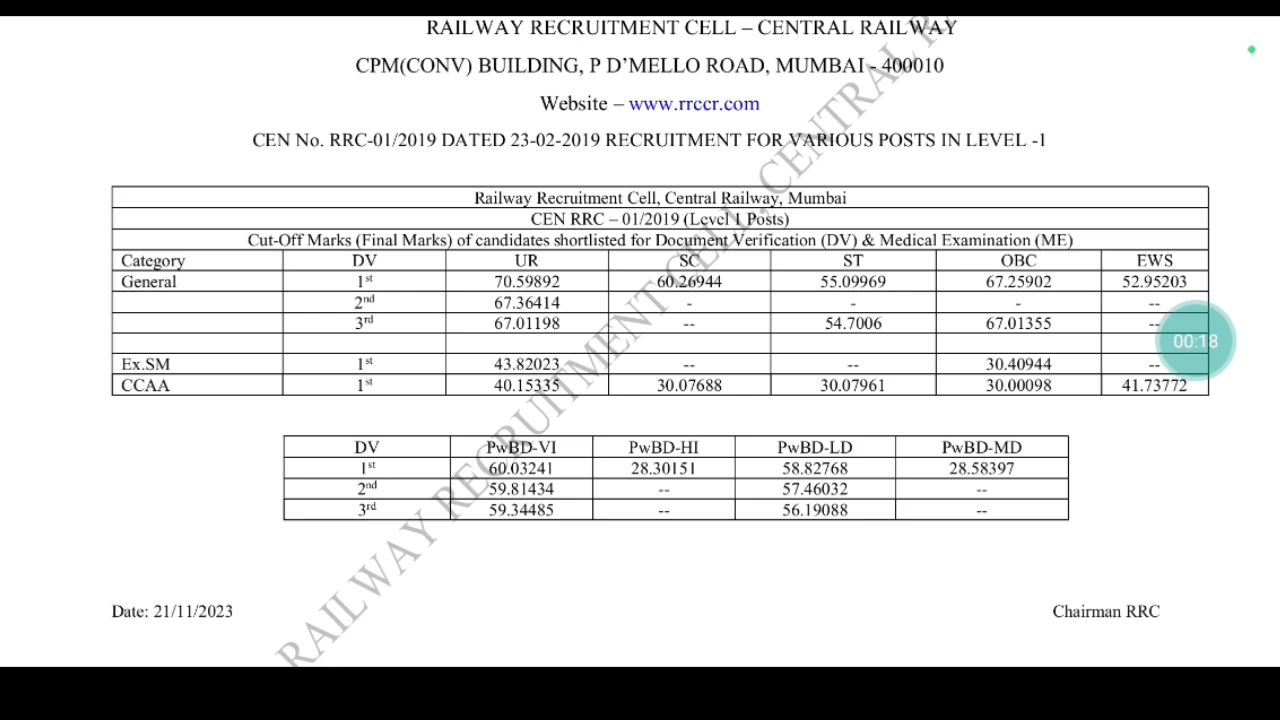 RAILWAY RECRUITMENT CELL – CENTRAL RAILWAY
CPM(CONV) BUILDING, P D’MELLO ROAD, MUMBAI - 400010
Website – www.rrccr.com
CEN No. RRC-01/2019 DATED 23-02-2019 RECRUITMENT FOR VARIOUS POSTS IN LEVEL -1
Railway Recruitment Cell, Central Railway, Mumbai
CEN RRC – 01/2019 (Level 1 Posts)
Cut-Off Marks (Final Marks) of candidates shortlisted for Document Verification (DV) & Medical Examination (ME)
Category DV UR SC ST OBC EWS
General 1st 70.59892 60.26944 55.09969 67.25902 52.95203
2nd 67.36414 - - - --
3rd 67.01198 -- 54.7006 67.01355 --
00:18
Ex.SM 1st 43.82023 -- -- 30.40944 --
CCAA 1st 40.15335 30.07688 30.07961 30.00098 41.73772
DV PwBD-VI PwBD-HI PwBD-LD PwBD-MD
1st 60.03241 28.30151 58.82768 28.58397
2nd 59.81434 -- 57.46032 --
3rd 59.34485 -- 56.19088 --
Date: 21/11/2023 Chairman RRC
RAILWAY RECRUITMENT CELL, CENTRAL R